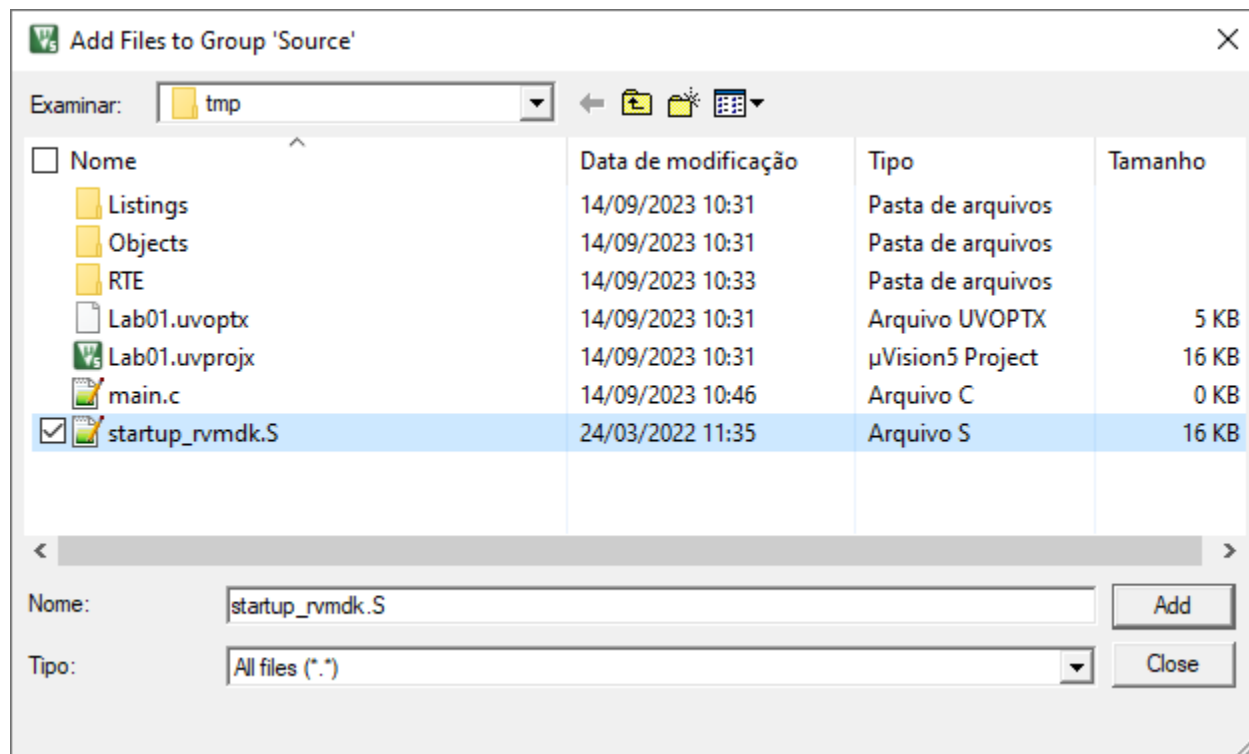 Add Files to Group 'Source'
Examinar: tmp
Nome Data de modificação Tipo Tamanho
Listings 14/09/2023 10:31 Pasta de arquivos
Objects 14/09/2023 10:31 Pasta de arquivos
RTE 14/09/2023 10:33 Pasta de arquivos
Lab01.uvoptx 14/09/2023 10:31 Arquivo UVOPTX 5 KB
Lab01.uvprojx 14/09/2023 10:31 µVision5 Project 16 KB
main.c 14/09/2023 10:46 Arquivo C 0 KB
startup_rvmdk.S 24/03/2022 11:35 Arquivo S 16 KB
Nome: startup_rvmdk.S Add
Tipo: All files (*.*) Close